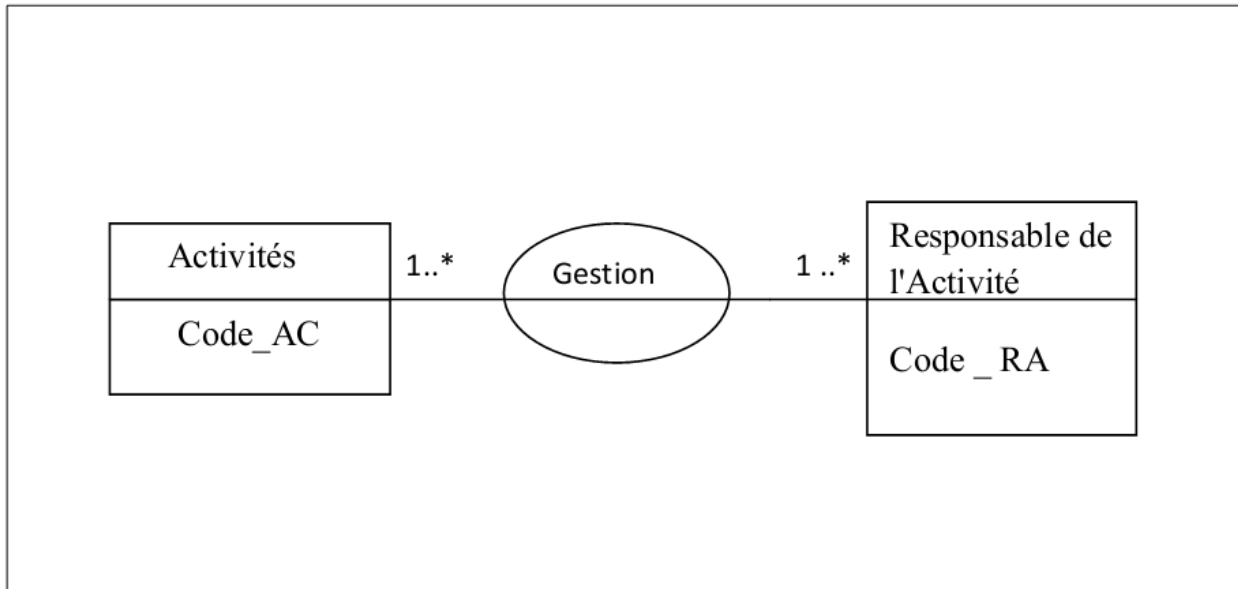 Activités
Code_AC
1..*
Gestion
1 ..*
Responsable de
l'Activité
Code _ RA